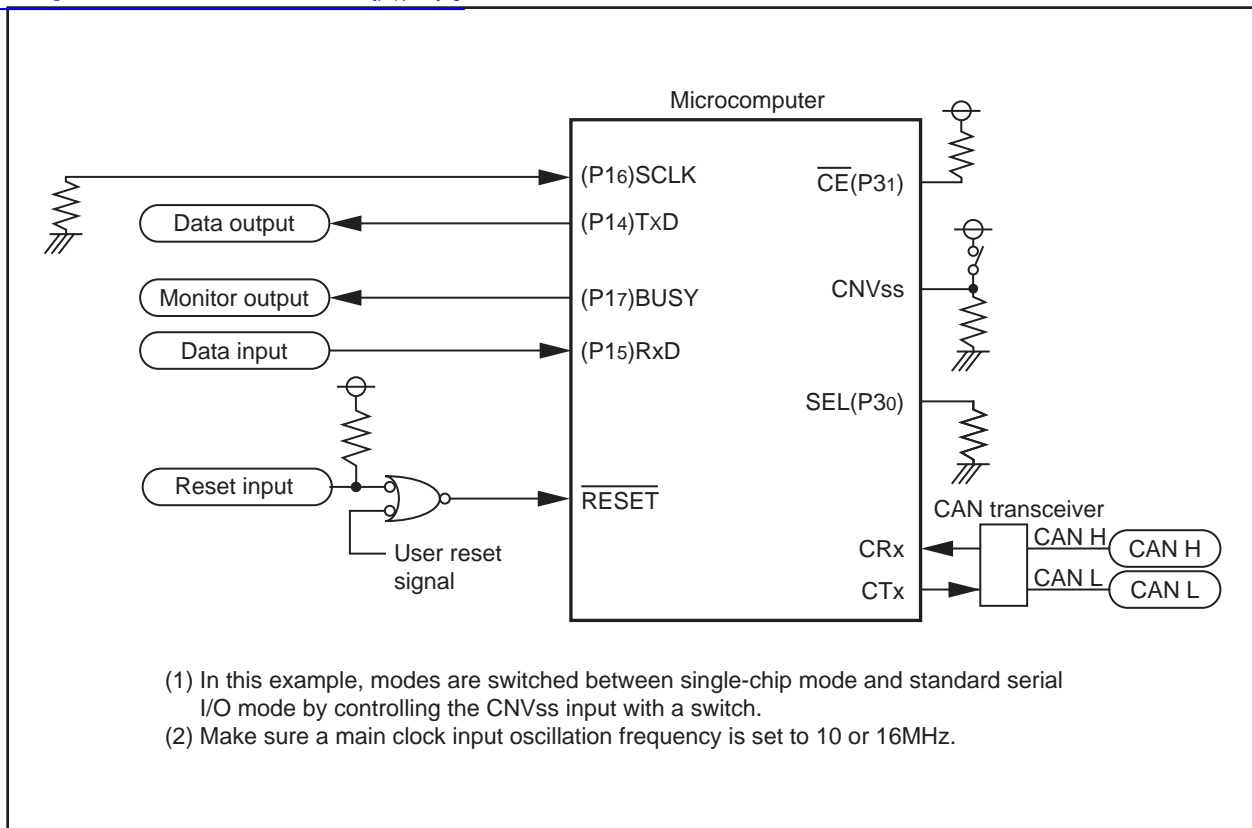 Microcomputer
(P16)SCLK
CE(P31)
Data output
(P14)TxD
Monitor output
(P17)BUSY
CNVss
Data input
(P15)RxD
SEL(P30)
Reset input
RESET
User reset
signal
CAN transceiver
CRx
CAN H
CAN H
CTx
CAN L
CAN L
(1) In this example, modes are switched between single-chip mode and standard serial
I/O mode by controlling the CNVss input with a switch.
(2) Make sure a main clock input oscillation frequency is set to 10 or 16MHz.